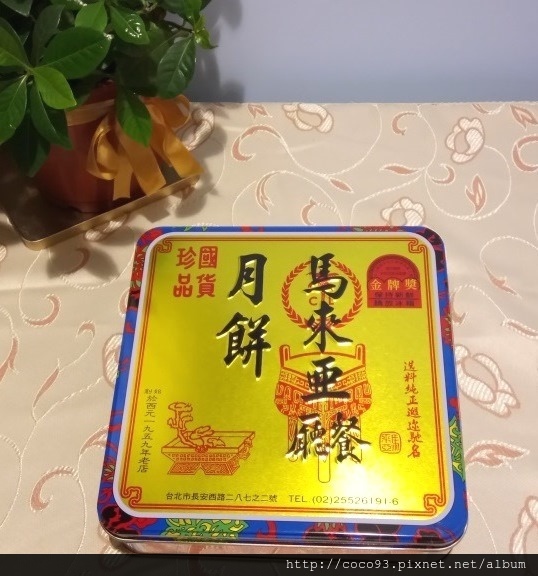 馬來亜餐廳
月餅
國貨珍品
金牌獎
送料純正遐邇馳名
創始於西元一九五九年老店
台北市長安西路二八七之二號 TEL.(02)25526191-6
http://coco93.pixnet.net/album